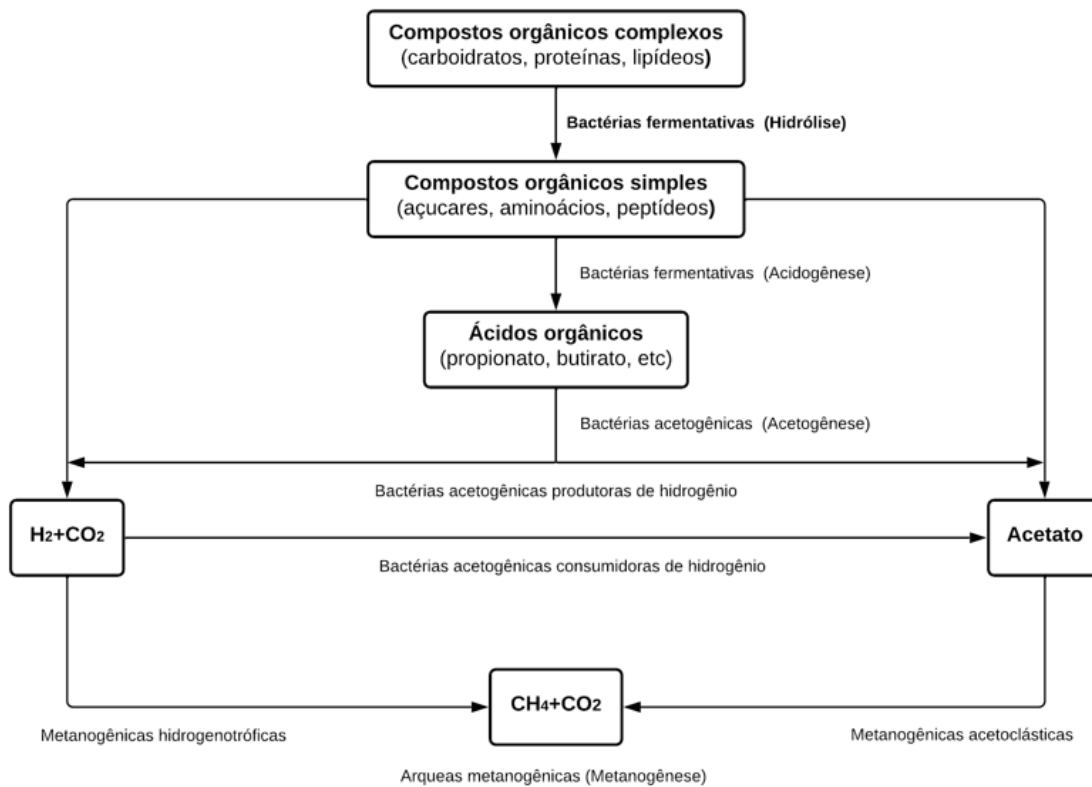 Compostos orgânicos complexos
(carboidratos, proteínas, lipídeos)
Bactérias fermentativas (Hidrólise)
Compostos orgânicos simples
(açucares, aminoácios, peptídeos)
Bactérias fermentativas (Acidogênese)
Ácidos orgânicos
(propionato, butirato, etc)
Bactérias acetogênicas (Acetogênese)
Bactérias acetogênicas produtoras de hidrogênio
H2+CO2
Acetato
Bactérias acetogênicas consumidoras de hidrogênio
CH4+CO2
Metanogênicas hidrogenotróficas
Metanogênicas acetoclásticas
Arqueas metanogênicas (Metanogênese)